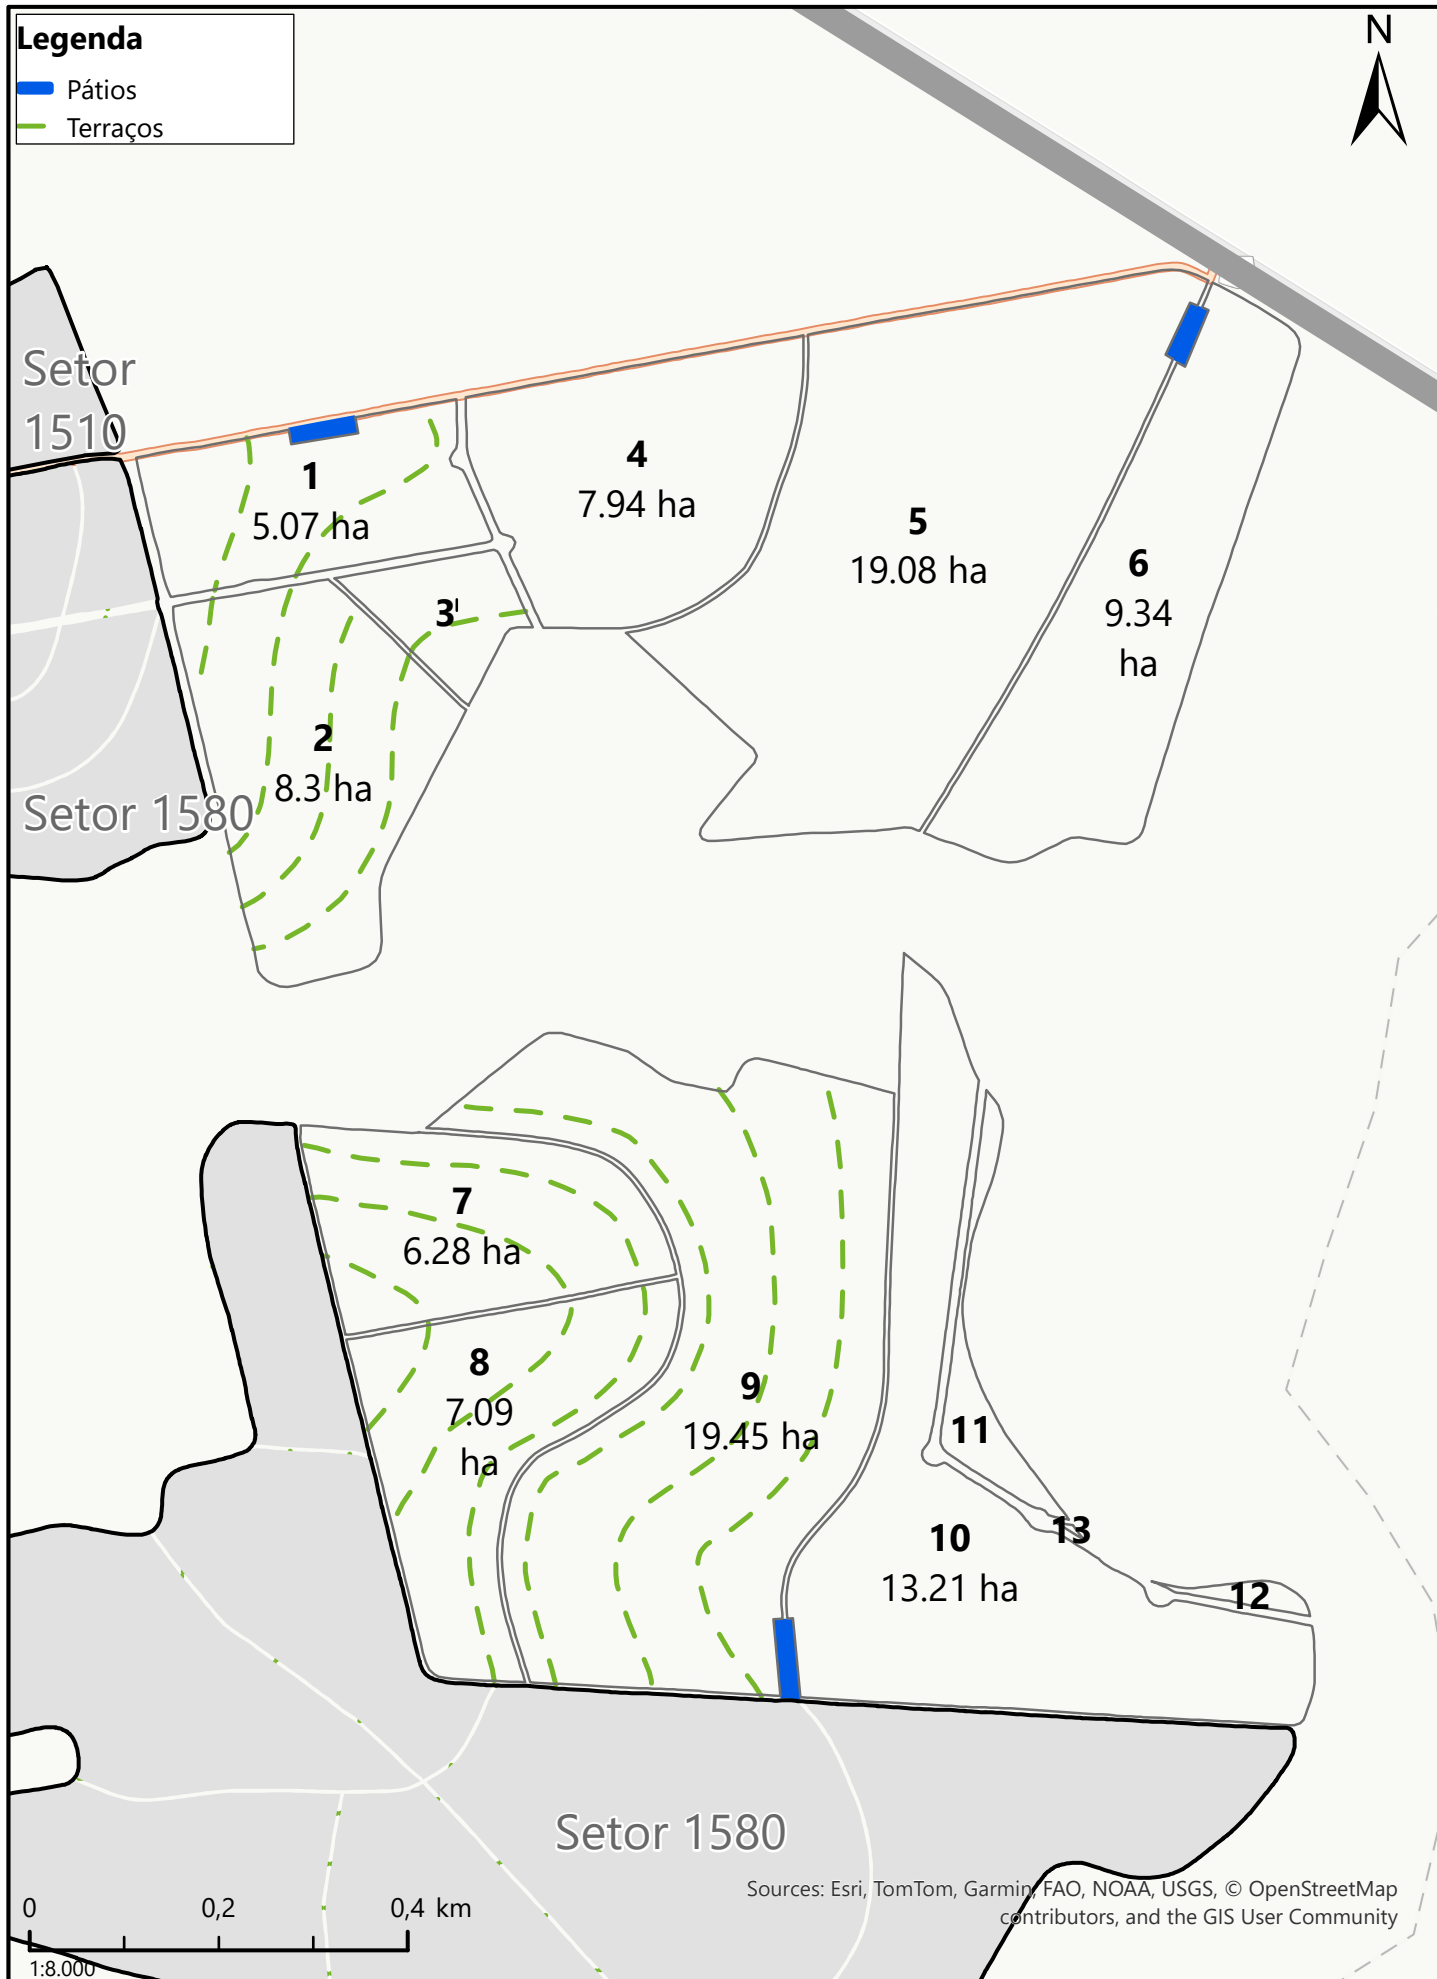 Legenda
Pátios
Terraços
N
Setor
1510
1
5.07 ha
4
7.94 ha
5
19.08 ha
6
9.34
ha
3
2
8.3 ha
Setor 1580
7
6.28 ha
8
7.09
ha
9
19.45 ha
11
10
13.21 ha
13
12
Setor 1580
Sources: Esri, TomTom, Garmin, FAO, NOAA, USGS, © OpenStreetMap
contributors, and the GIS User Community
0 0,2 0,4 km
1:8.000